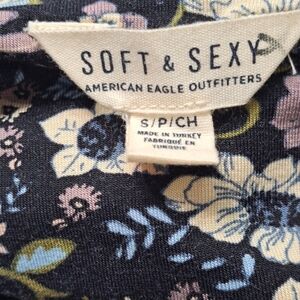 SOFT & SEXY
AMERICAN EAGLE OUTFITTERS
S/P/CH
MADE IN TURKEY
FABRIQUÉ EN
TURQUIE